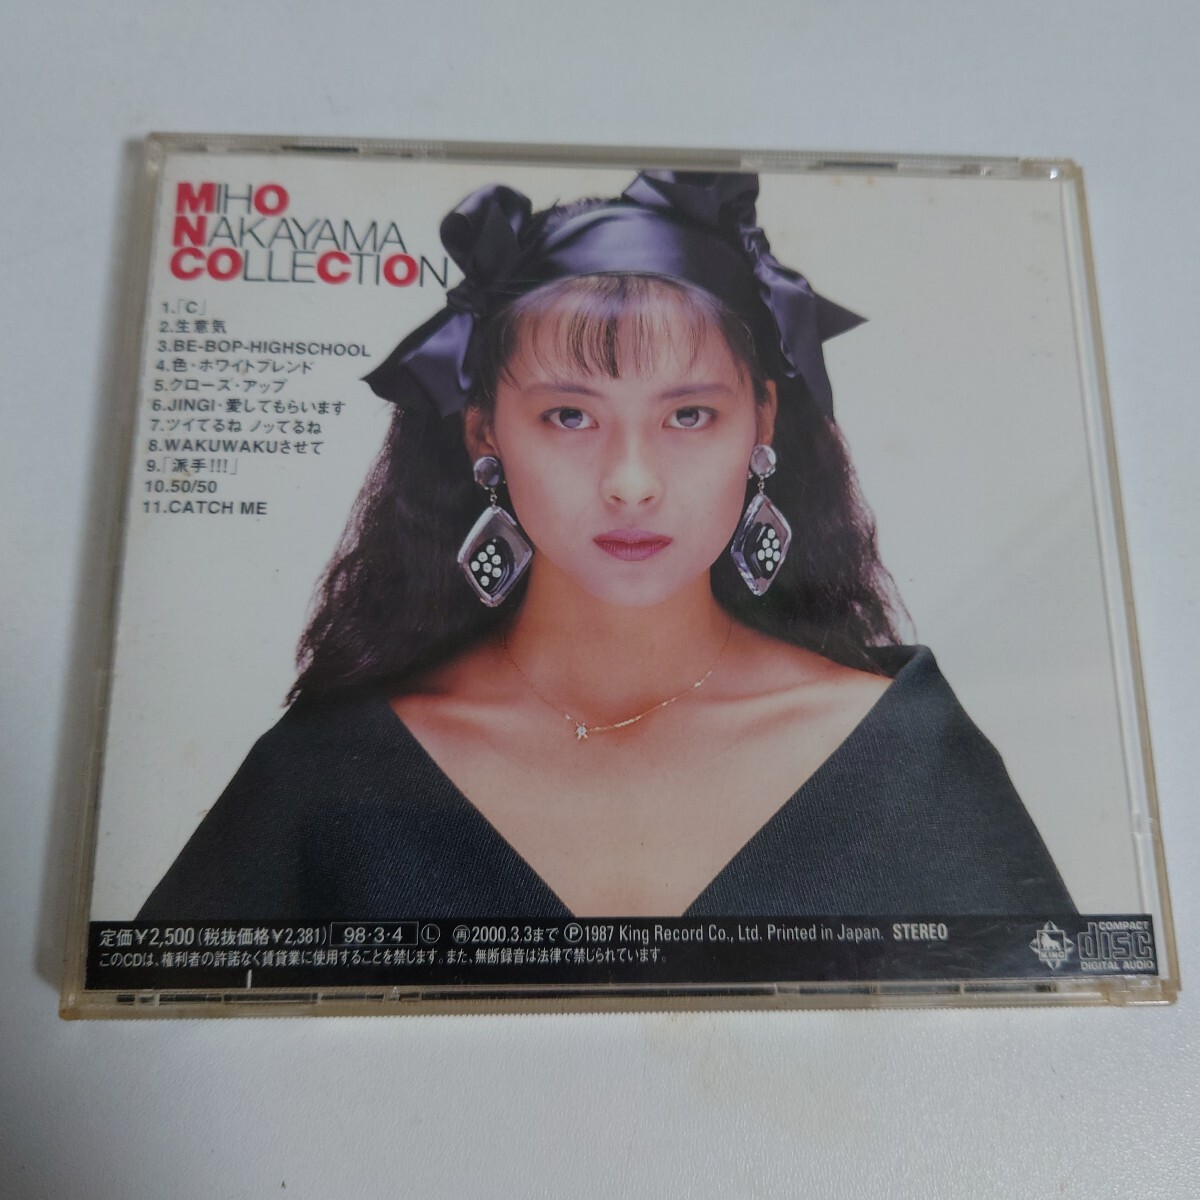 MIHO
NAKAYAMA
COLLECTION
1.「C」
2.生意気
3.BE-BOP-HIGHSCHOOL
4.色・ホワイトブレンド
5.クローズ・アップ
6.JINGI・愛してもらいます
7.ツイてるね ノッてるね
8.WAKUWAKUさせて
9.「派手!!!」
10.50/50
11.CATCH ME
定価¥2,500(税抜価格¥2,381) 98・3・4 Ⓛ ㊢2000.3.3まで Ⓟ1987 King Record Co., Ltd. Printed in Japan. STEREO
このCDは、権利者の許諾なく賃貸業に使用することを禁じます。また、無断録音は法律で禁じられています。
KING
COMPACT
disc
DIGITAL AUDIO